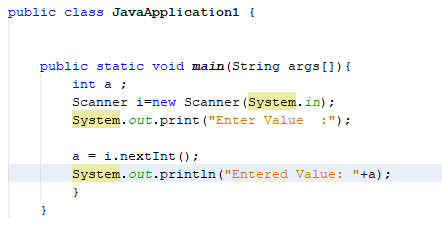 public class JavaApplication1 {
public static void main(String args[]){
int a ;
Scanner i=new Scanner(System.in);
System.out.print("Enter Value  :");
a = i.nextInt();
System.out.println("Entered Value: "+a);
}
}